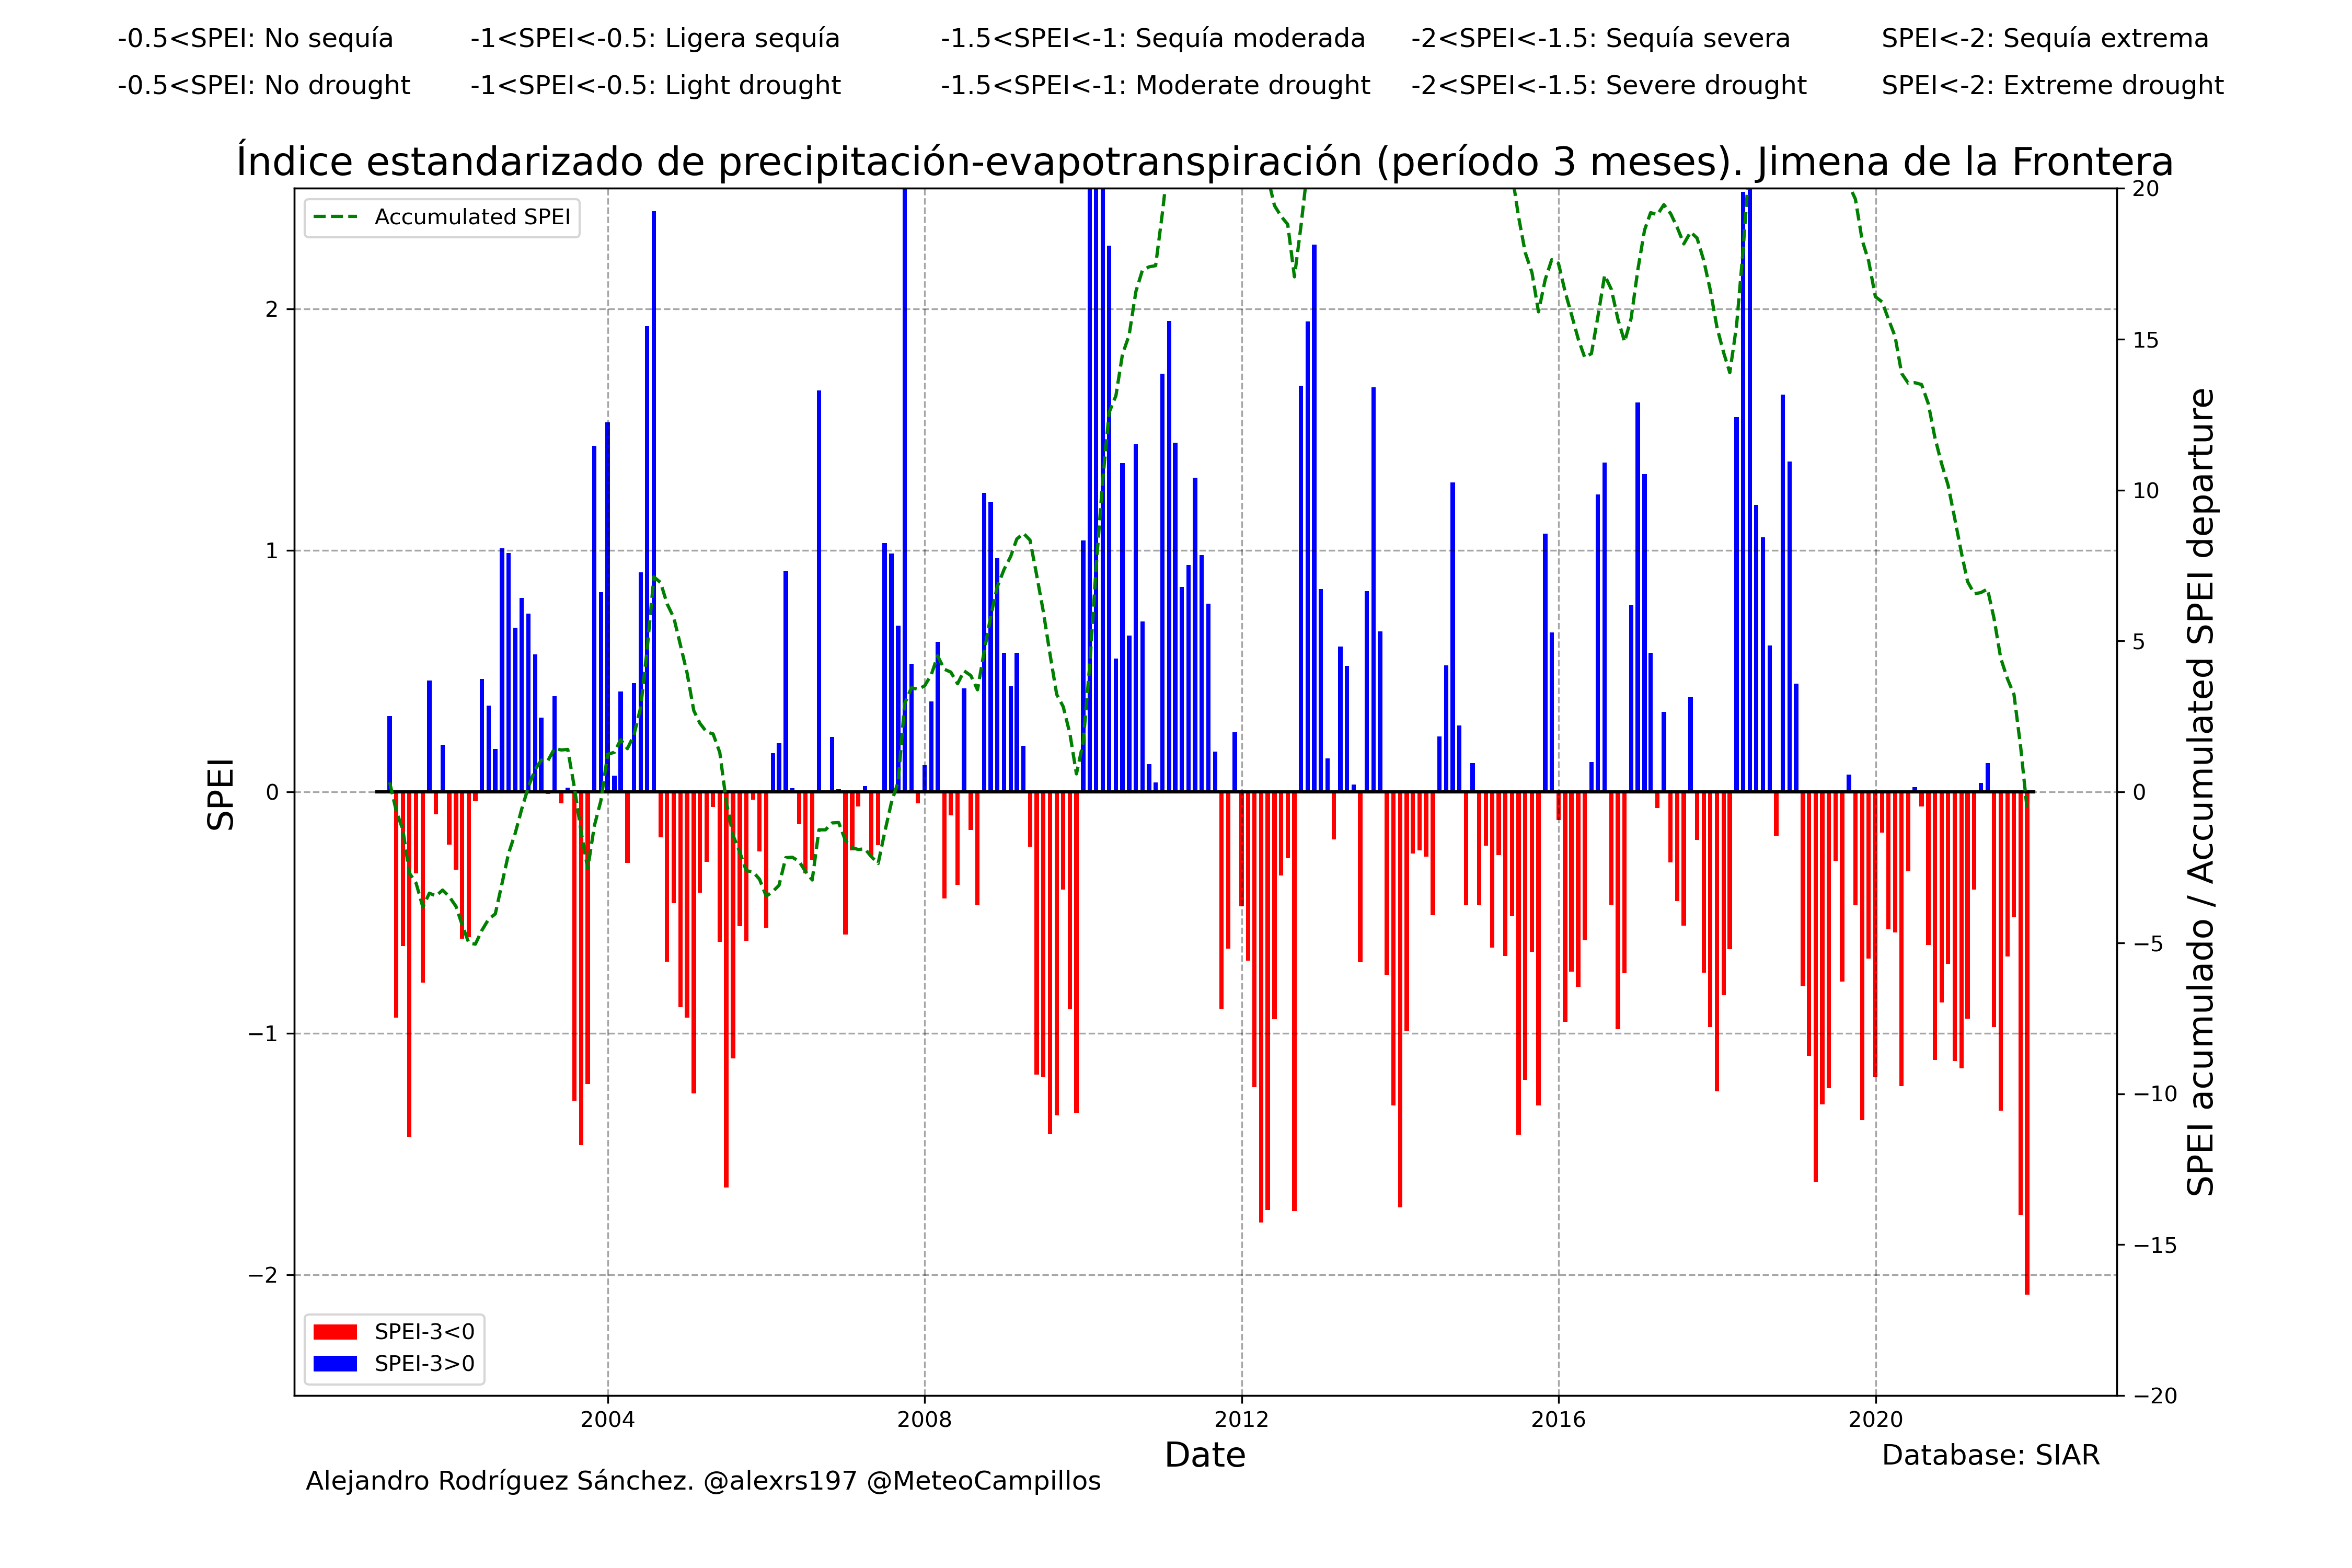 -0.5<SPEI: No sequía -1<SPEI<-0.5: Ligera sequía -1.5<SPEI<-1: Sequía moderada -2<SPEI<-1.5: Sequía severa SPEI<-2: Sequía extrema
-0.5<SPEI: No drought -1<SPEI<-0.5: Light drought -1.5<SPEI<-1: Moderate drought -2<SPEI<-1.5: Severe drought SPEI<-2: Extreme drought
Índice estandarizado de precipitación-evapotranspiración (período 3 meses). Jimena de la Frontera
Accumulated SPEI
SPEI
2
1
0
−1
−2
20
15
10
5
0
−5
−10
−15
−20
SPEI acumulado / Accumulated SPEI departure
SPEI-3<0
SPEI-3>0
2004 2008 2012 2016 2020
Date
Database: SIAR
Alejandro Rodríguez Sánchez. @alexrs197 @MeteoCampillos